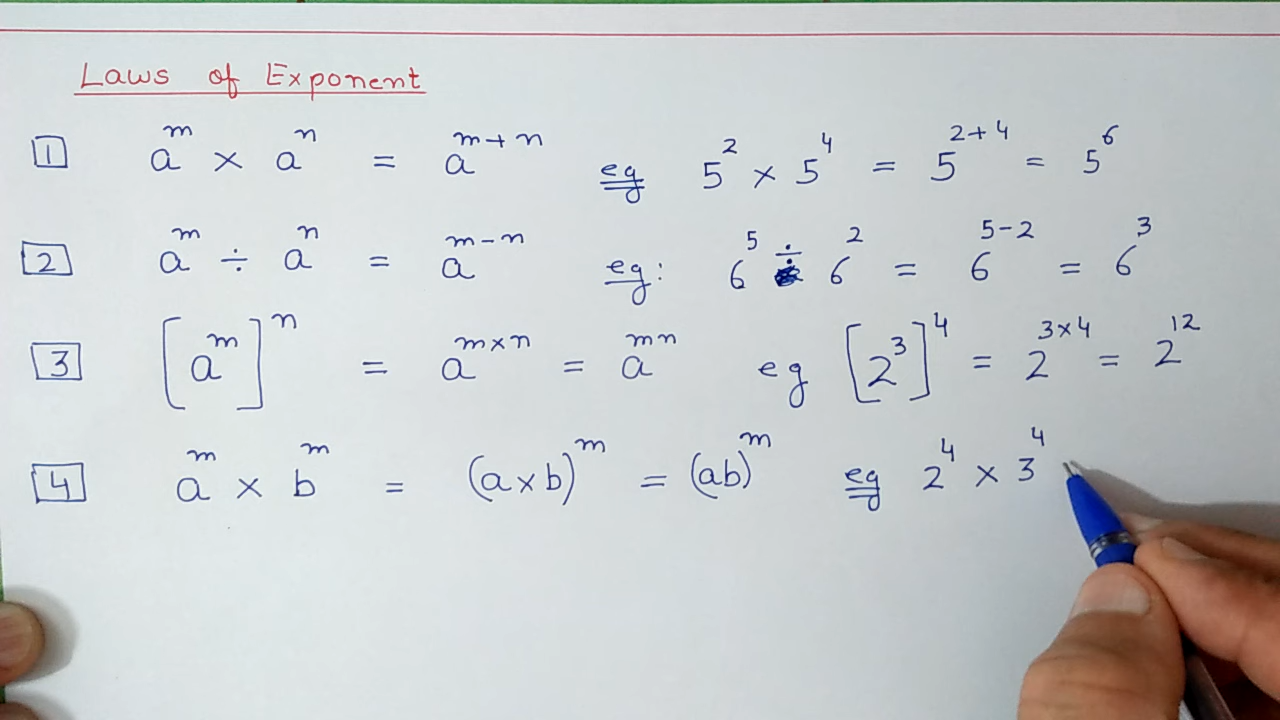 Laws of Exponent
1 a^m × a^n = a^{m+n} eg 5^2 × 5^4 = 5^{2+4} = 5^6
2 a^m ÷ a^n = a^{m-n} eg: 6^5 ÷ 6^2 = 6^{5-2} = 6^3
3 [a^m]^n = a^{m×n} = a^{mn} eg [2^3]^4 = 2^{3×4} = 2^{12}
4 a^m × b^m = (a×b)^m = (ab)^m eg 2^4 × 3^4